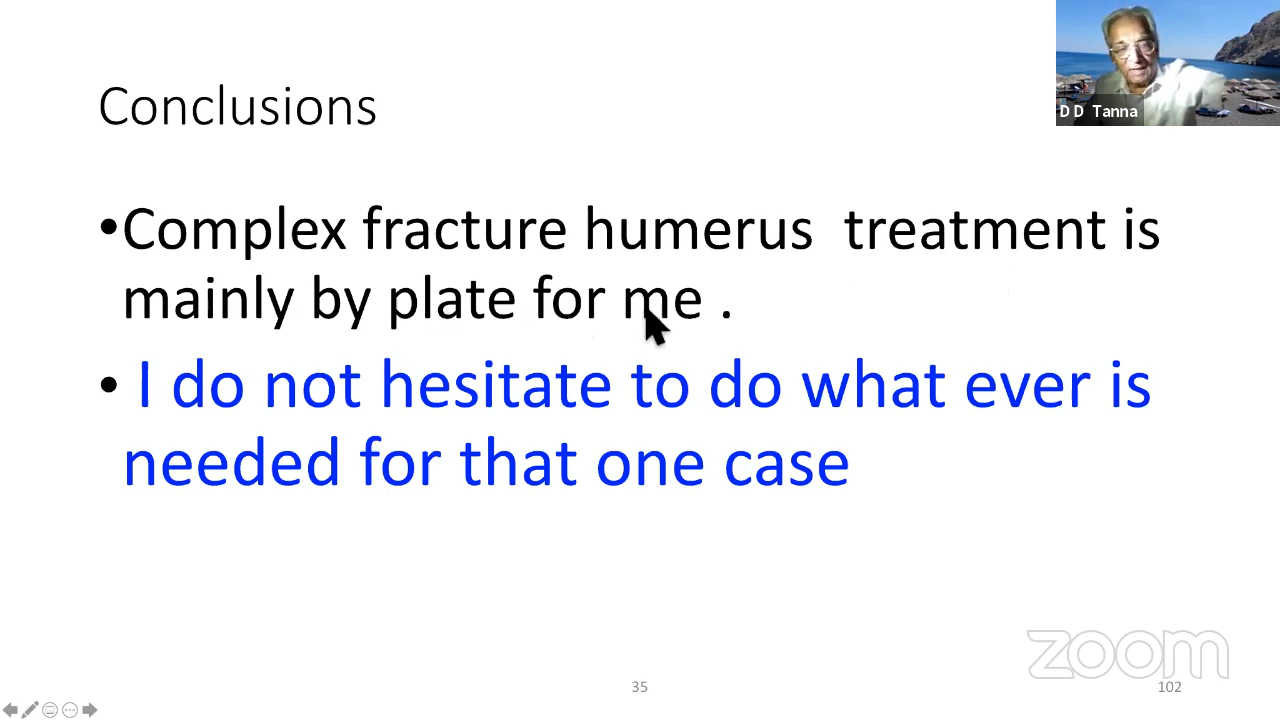 D D Tanna
Conclusions
•Complex fracture humerus treatment is
mainly by plate for me .
• I do not hesitate to do what ever is
needed for that one case
zoom
35
102